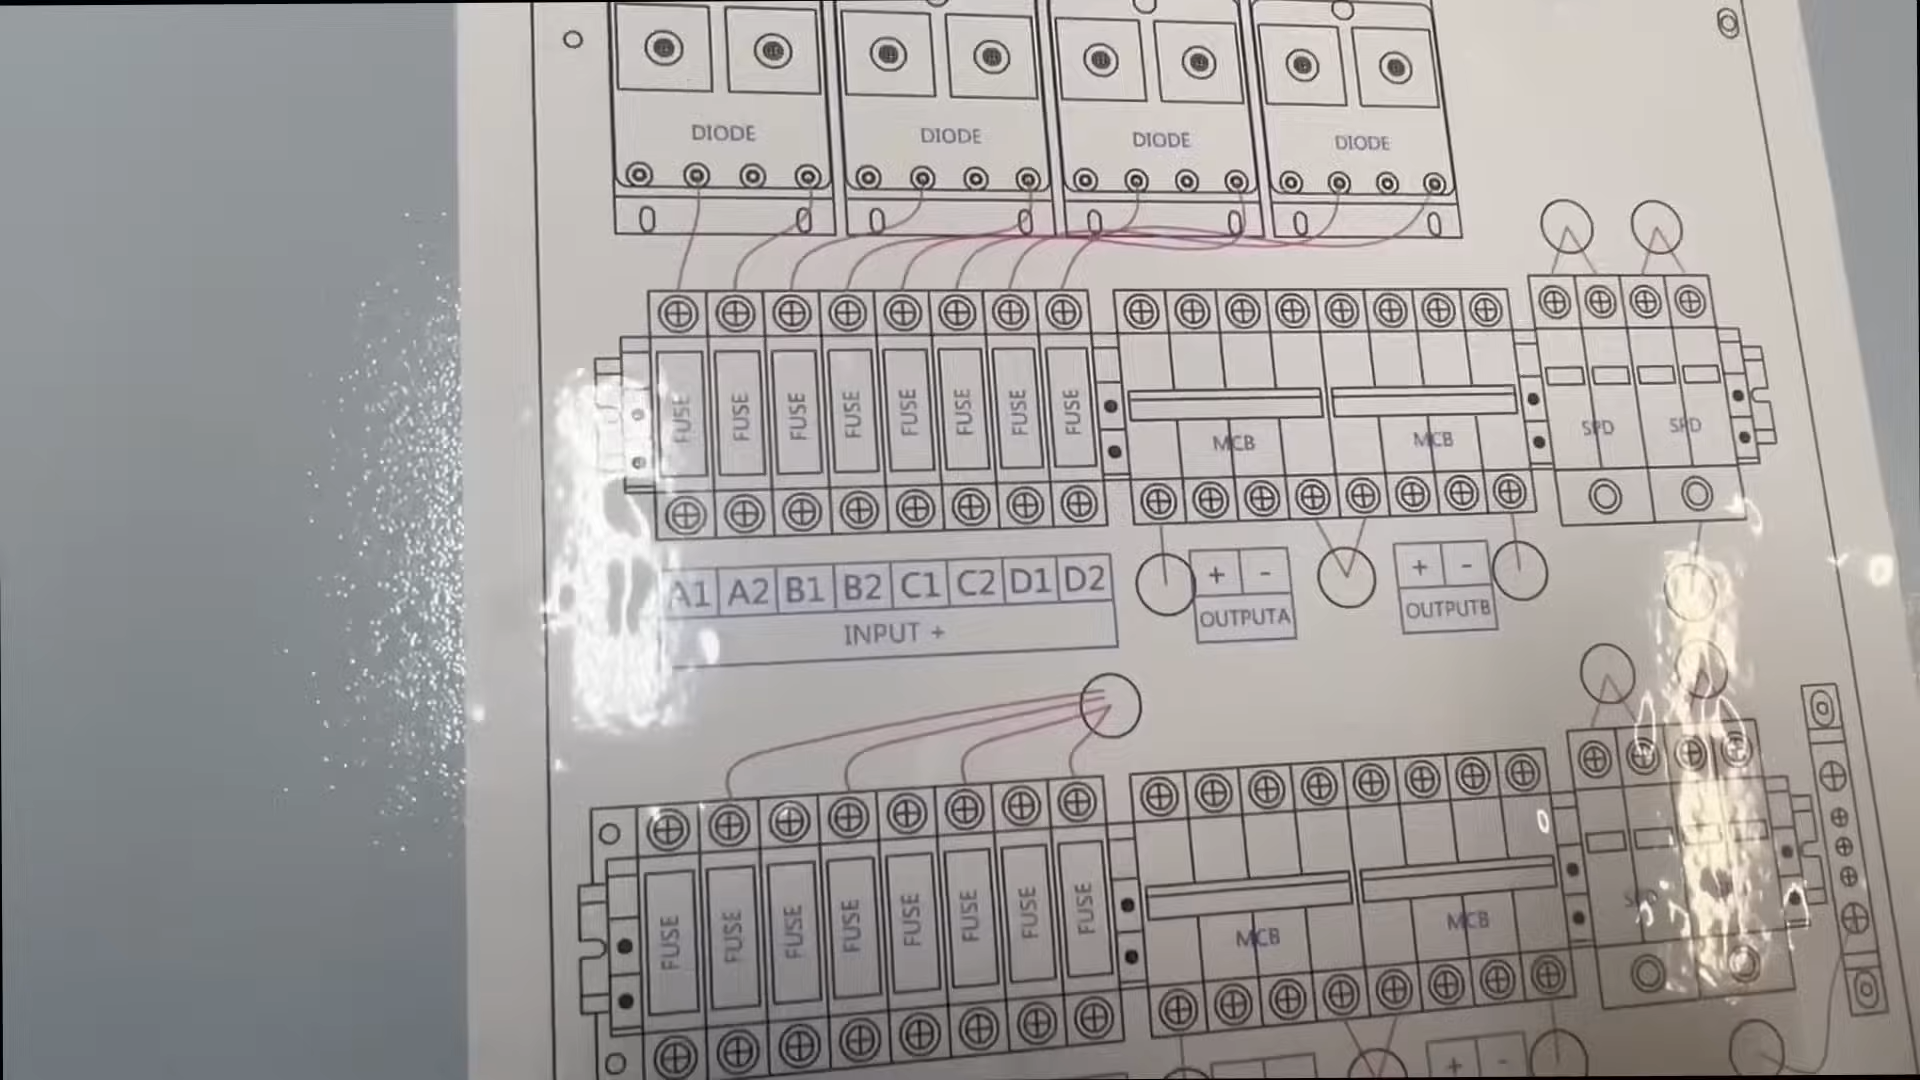 DIODE DIODE DIODE DIODE
FUSE FUSE FUSE FUSE FUSE FUSE FUSE FUSE
MCB MCB SPD SPD
A1 A2 B1 B2 C1 C2 D1 D2
INPUT +
+ -
OUTPUTA
+ -
OUTPUTB
FUSE FUSE FUSE FUSE FUSE FUSE FUSE FUSE
MCB MCB
+ -